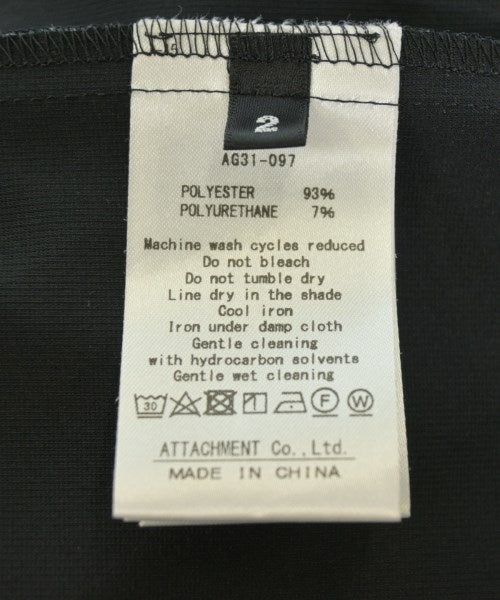 2
AG31-097
POLYESTER 93%
POLYURETHANE 7%
Machine wash cycles reduced
Do not bleach
Do not tumble dry
Line dry in the shade
Cool iron
Iron under damp cloth
Gentle cleaning
with hydrocarbon solvents
Gentle wet cleaning
30 F W
ATTACHMENT Co.,Ltd.
MADE IN CHINA